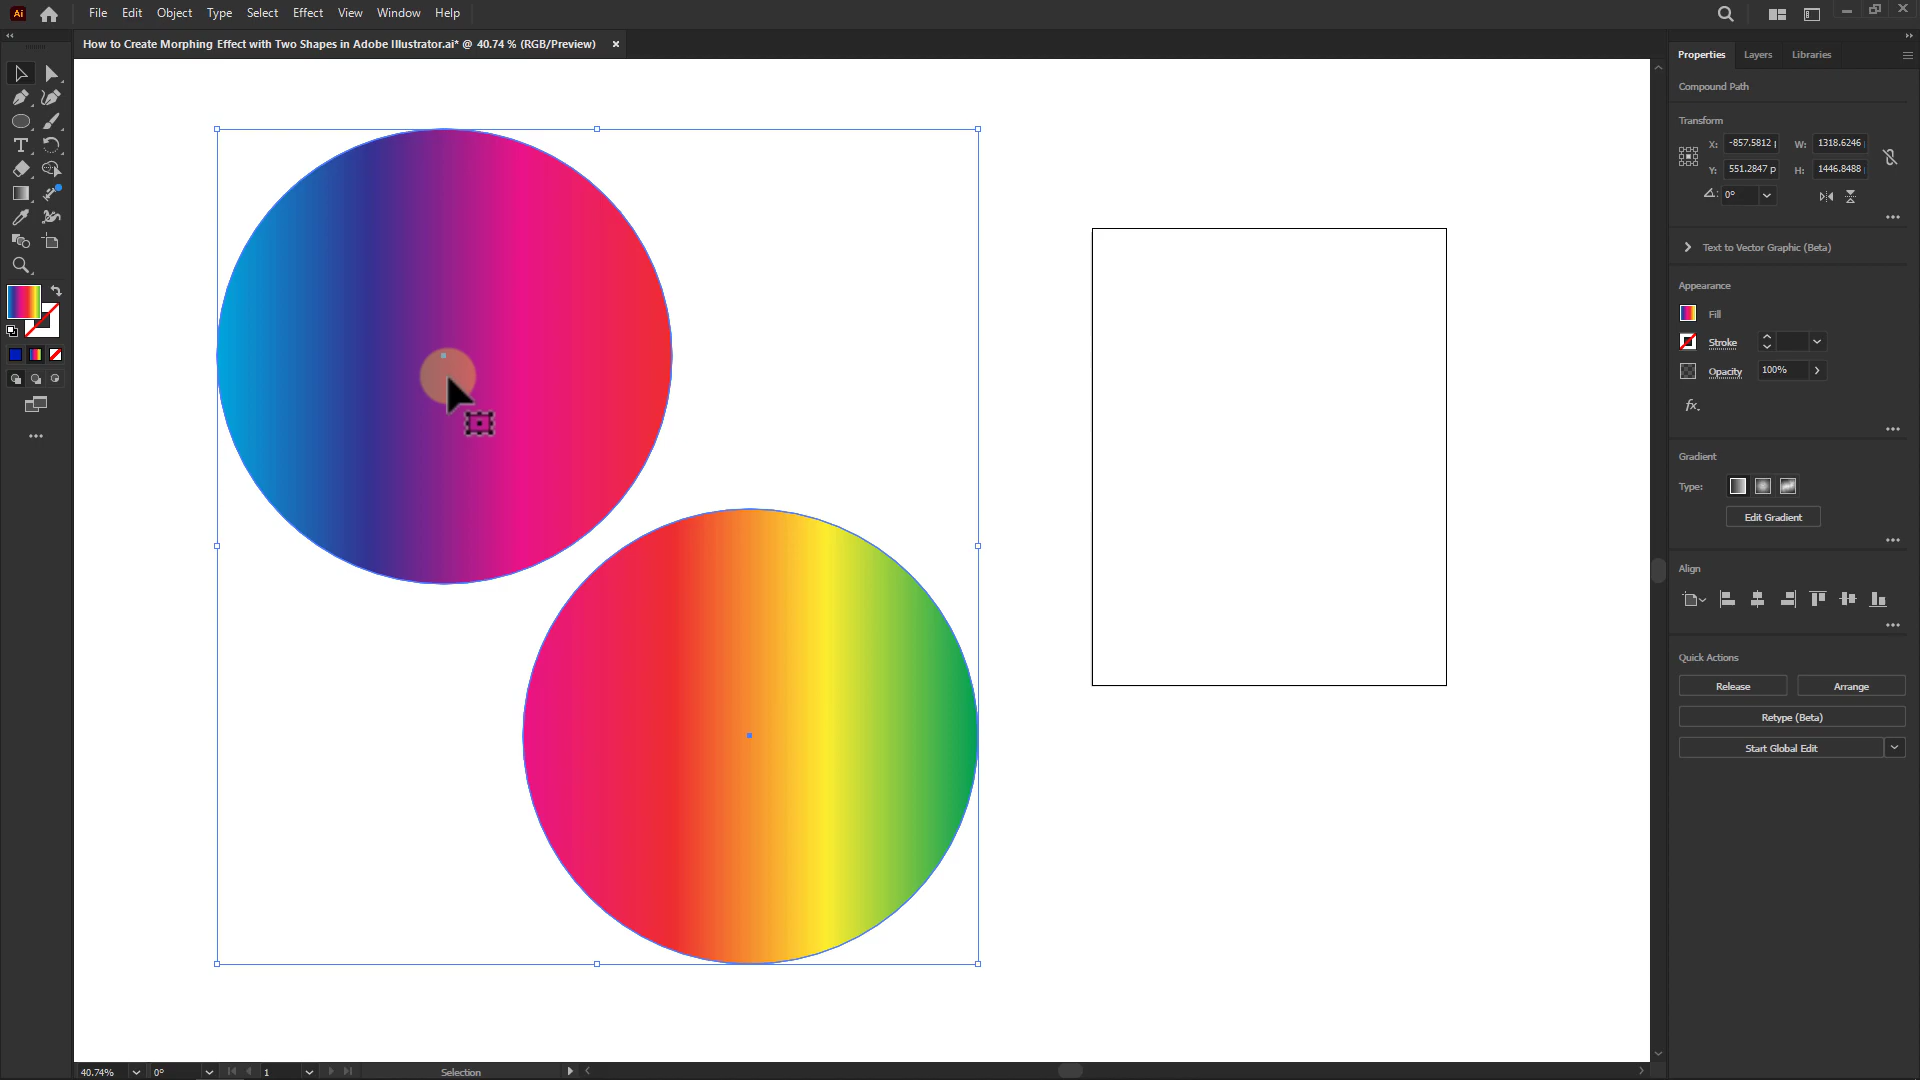 Ai File Edit Object Type Select Effect View Window Help
How to Create Morphing Effect with Two Shapes in Adobe Illustrator.ai* @ 40.74 % (RGB/Preview) ×
Properties Layers Libraries
Compound Path
Transform
X: -857.5812 W: 1318.6246
Y: 551.2847 p H: 1446.8488
0°
Text to Vector Graphic (Beta)
Appearance
Fill
Stroke
Opacity 100%
fx.
Gradient
Type:
Edit Gradient
Align
Quick Actions
Release Arrange
Retype (Beta)
Start Global Edit
40.74% 0° 1 Selection